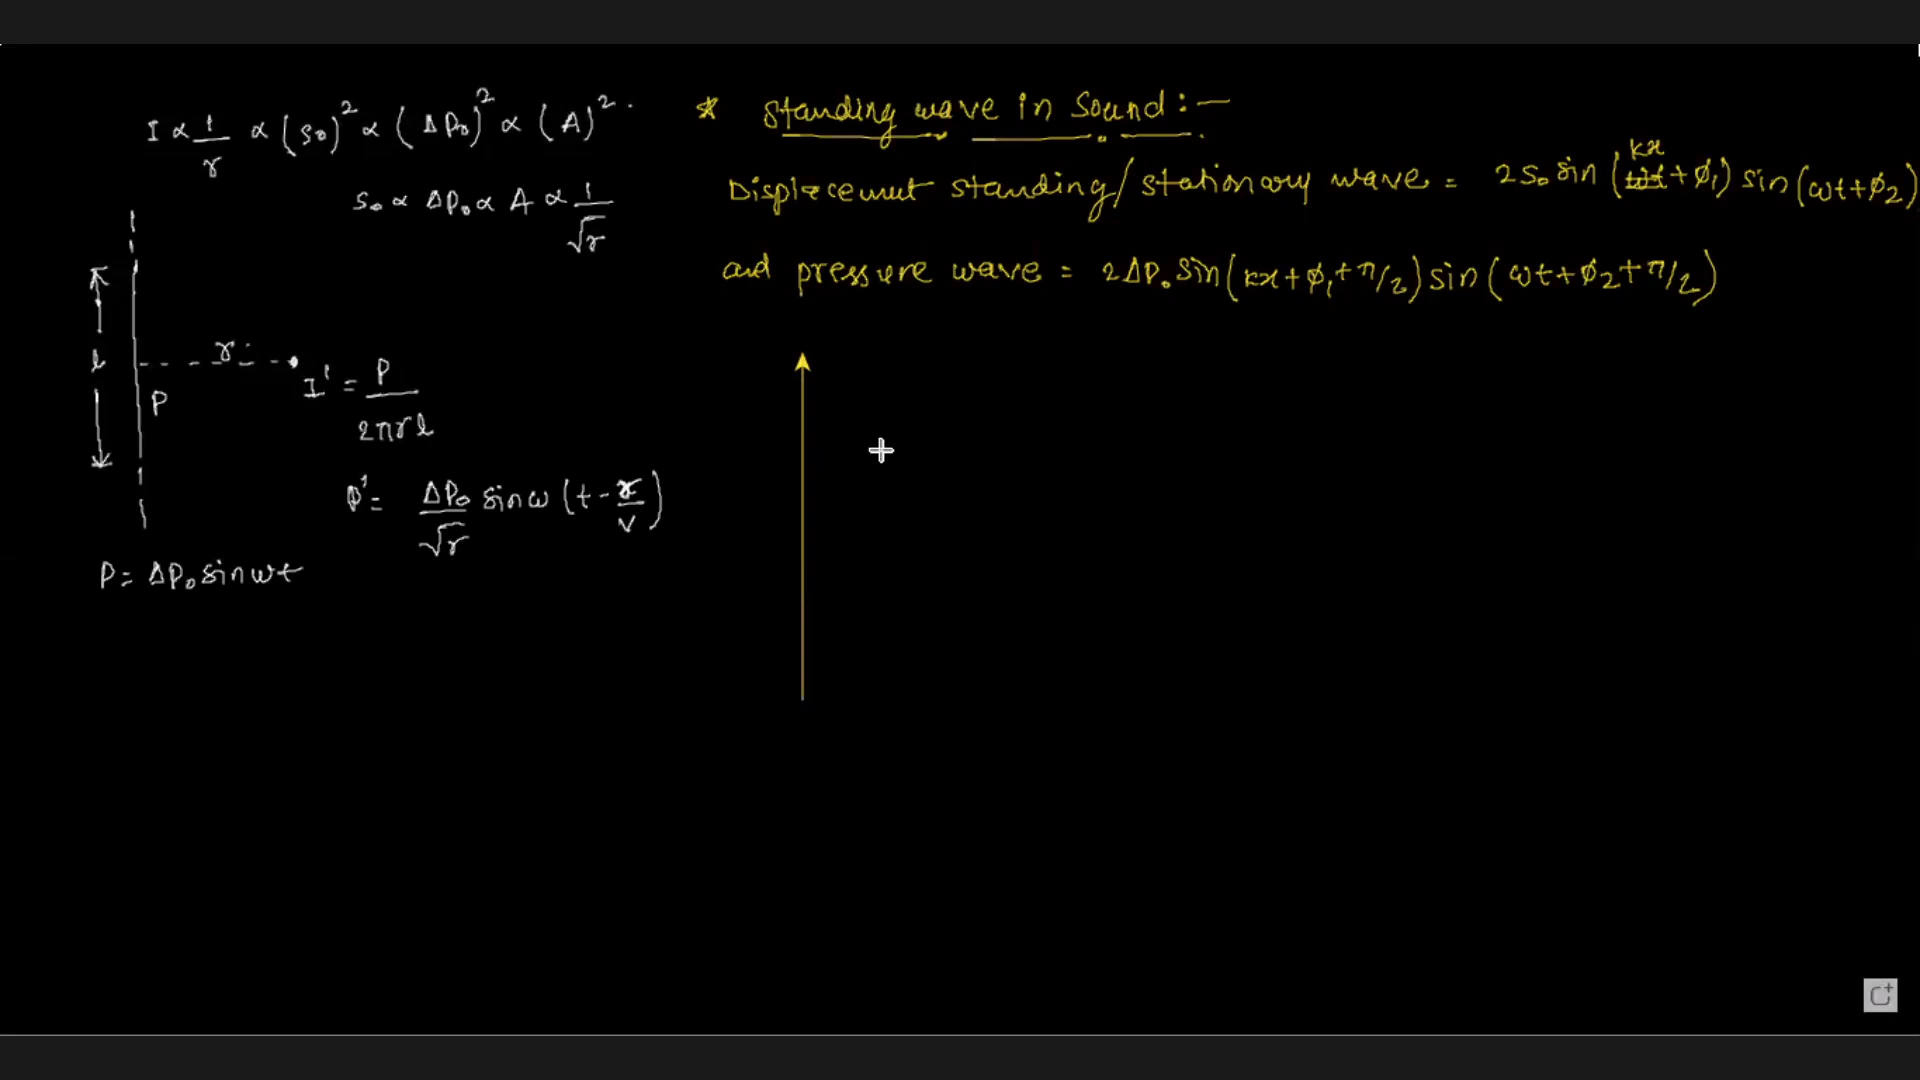 I ∝ 1/r ∝ (s₀)² ∝ (ΔP₀)² ∝ (A)².
s₀ ∝ ΔP₀ ∝ A ∝ 1/√r
l
r
P
I' = P/2πrl
P' = ΔP₀/√r sin ω (t - r/v)
P = ΔP₀ sin ωt
* Standing wave in Sound :-
Displacement standing/stationary wave = 2s₀ sin (kx + ϕ₁) sin (ωt + ϕ₂)
and pressure wave = 2ΔP₀ sin (kx + ϕ₁ + π/2) sin (ωt + ϕ₂ + π/2)